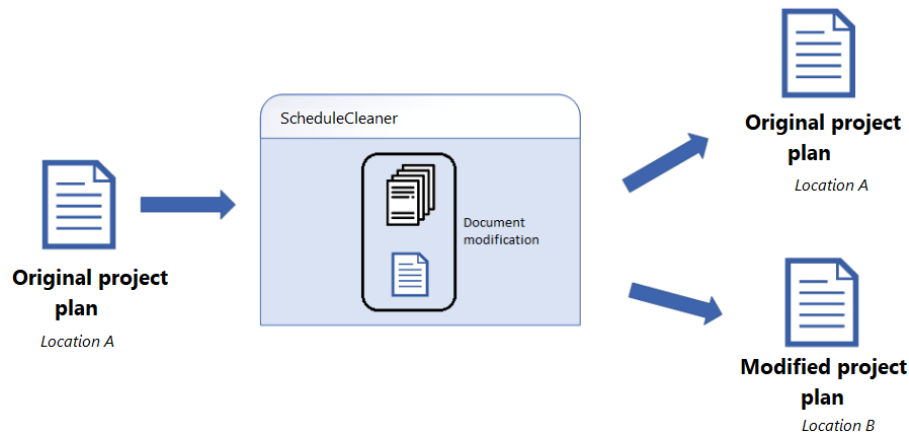 Original project
plan
Location A
ScheduleCleaner
Document
modification
Original project
plan
Location A
Modified project
plan
Location B